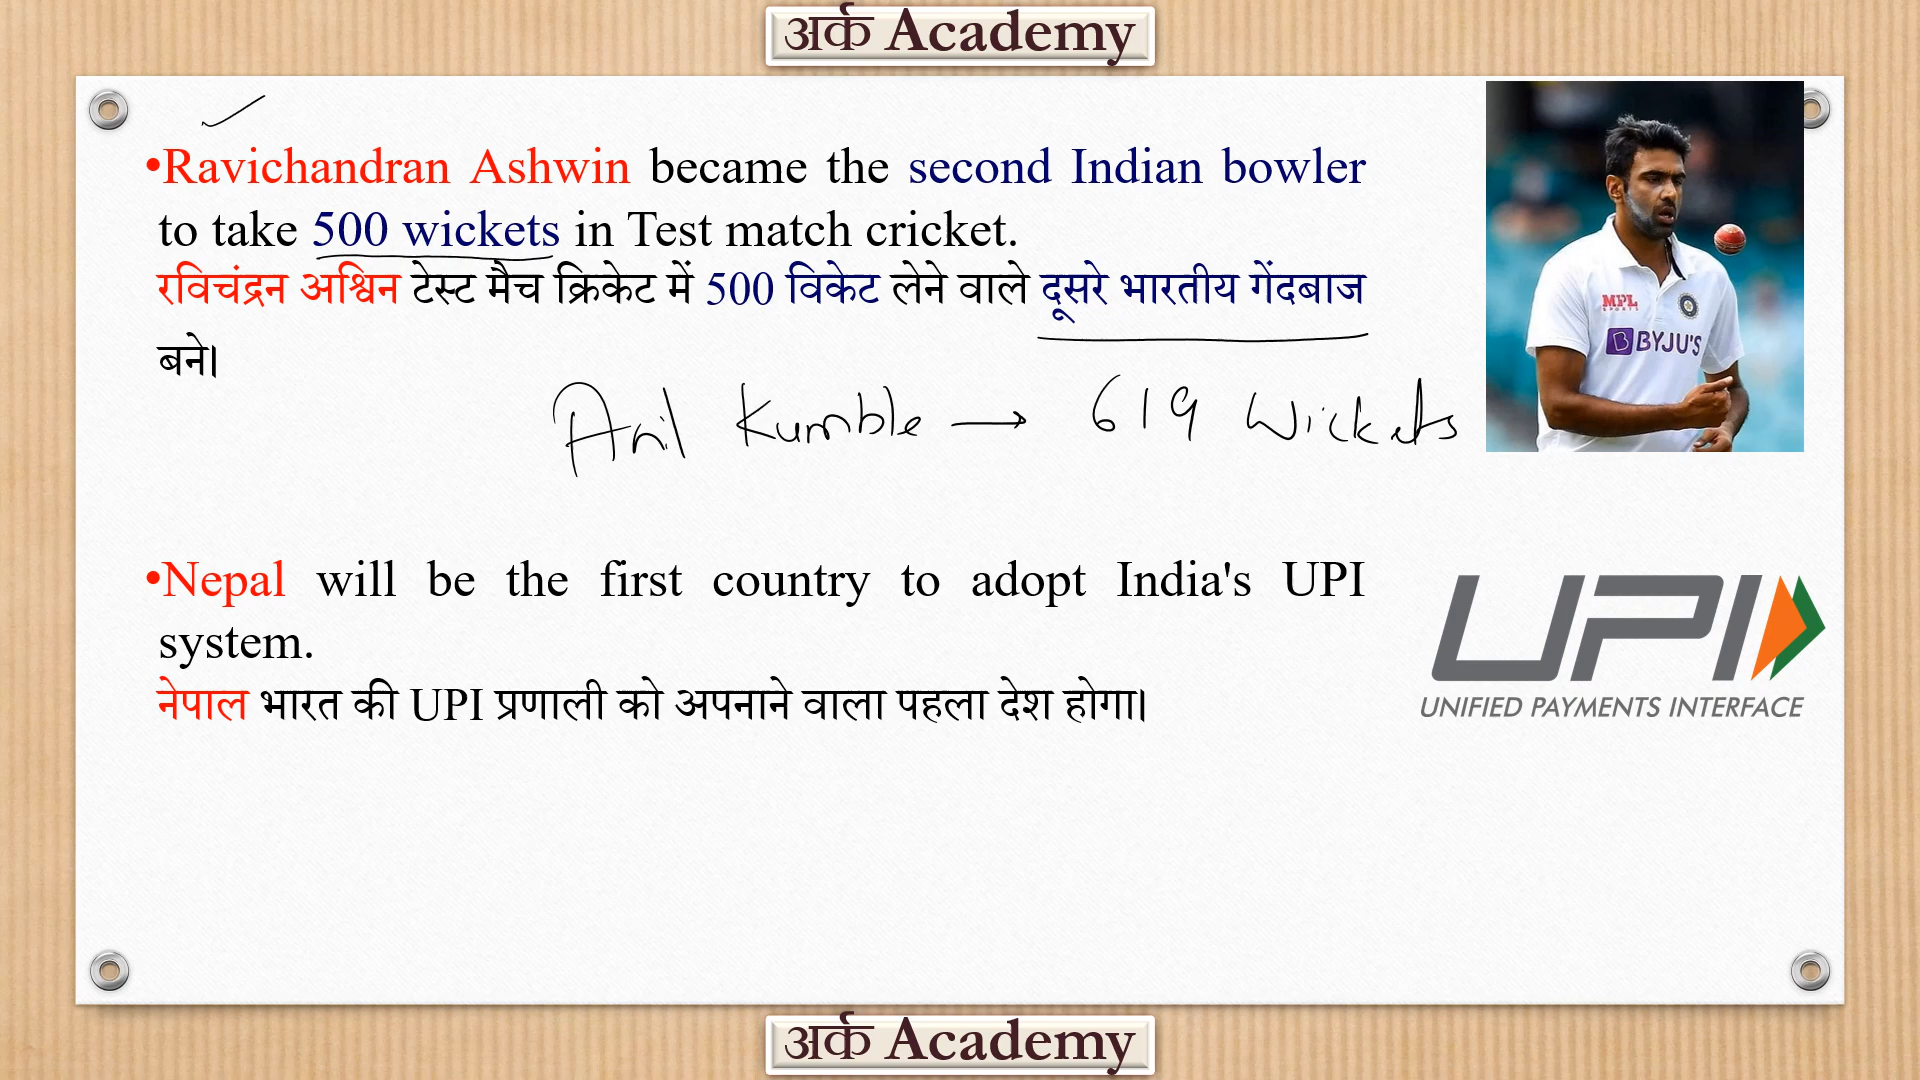 अर्क Academy
•Ravichandran Ashwin became the second Indian bowler
to take 500 wickets in Test match cricket.
रविचंद्रन अश्विन टेस्ट मैच क्रिकेट में 500 विकेट लेने वाले दूसरे भारतीय गेंदबाज
बने।
Anil Kumble → 619 Wickets
MPL
SPORTS
BYJU'S
•Nepal will be the first country to adopt India's UPI
system.
नेपाल भारत की UPI प्रणाली को अपनाने वाला पहला देश होगा।
UPI
UNIFIED PAYMENTS INTERFACE
अर्क Academy